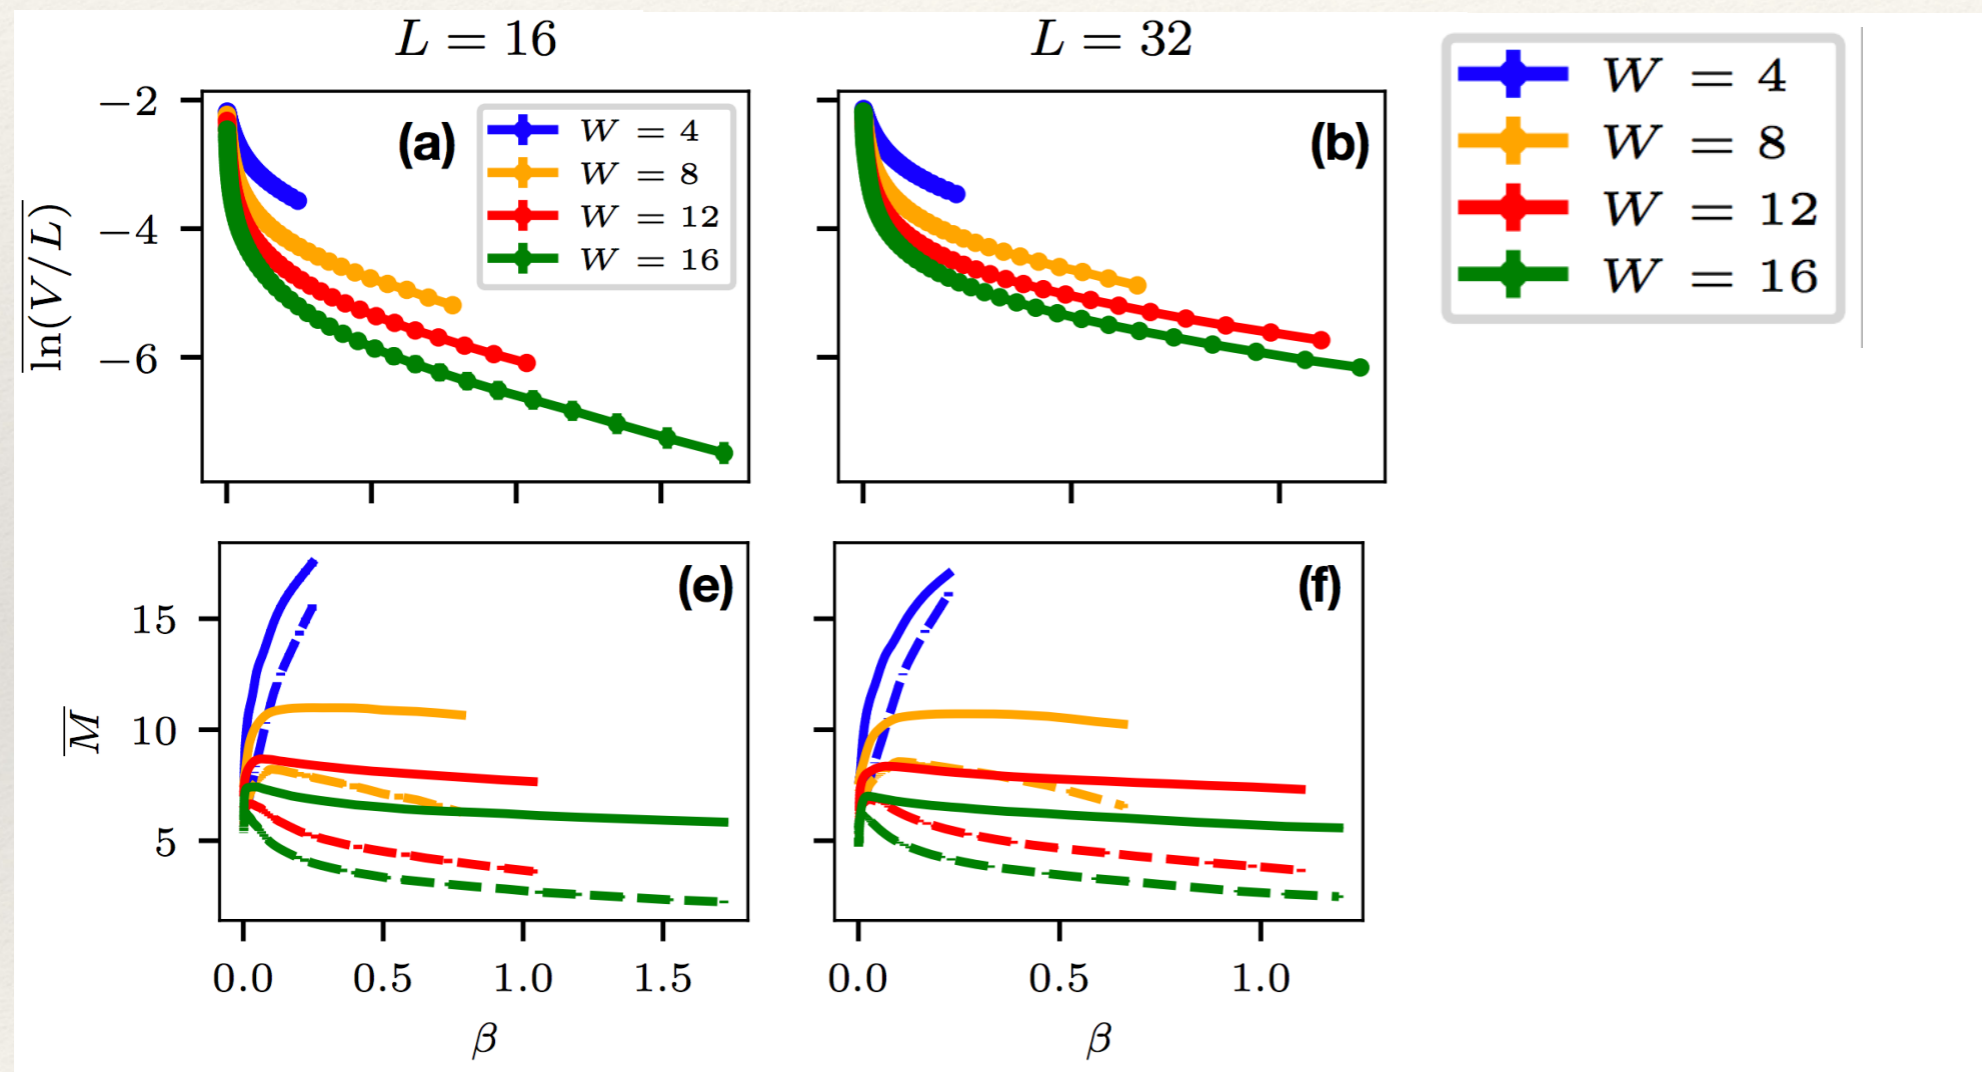 L = 16
L = 32
−2
−4
−6
ln(V/L)
(a)
W = 4
W = 8
W = 12
W = 16
(b)
W = 4
W = 8
W = 12
W = 16
15
10
5
M
(e)
(f)
0.0 0.5 1.0 1.5
0.0 0.5 1.0
β
β